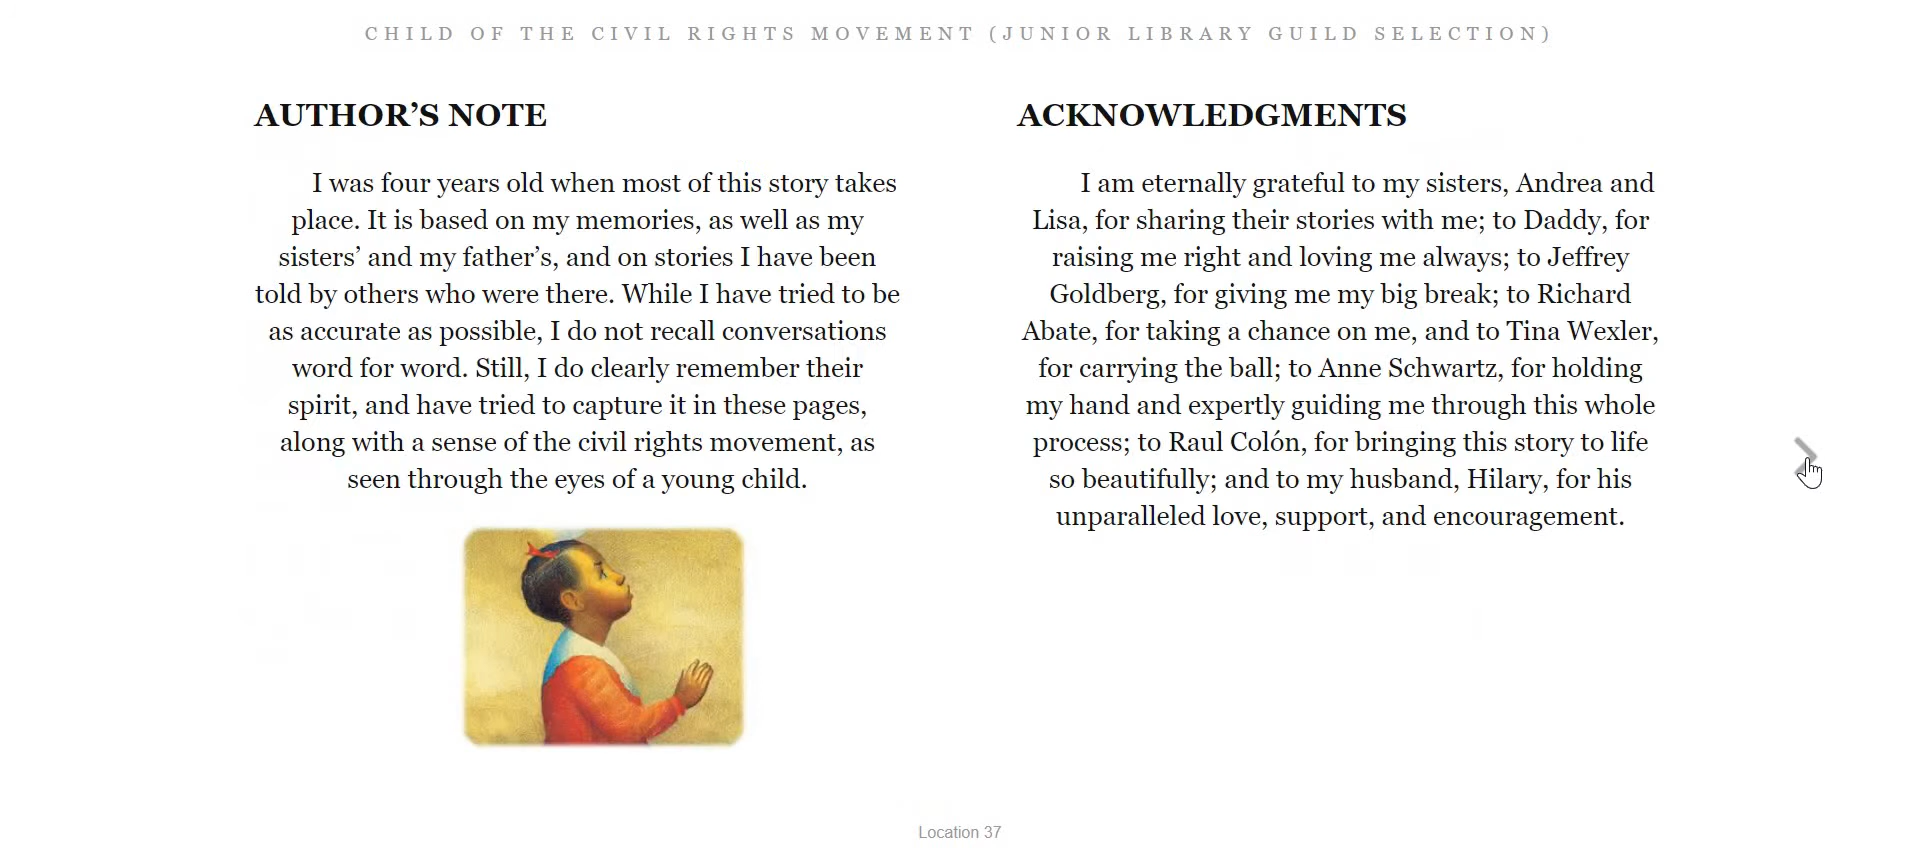 CHILD OF THE CIVIL RIGHTS MOVEMENT (JUNIOR LIBRARY GUILD SELECTION)
AUTHOR’S NOTE
I was four years old when most of this story takes
place. It is based on my memories, as well as my
sisters’ and my father’s, and on stories I have been
told by others who were there. While I have tried to be
as accurate as possible, I do not recall conversations
word for word. Still, I do clearly remember their
spirit, and have tried to capture it in these pages,
along with a sense of the civil rights movement, as
seen through the eyes of a young child.
ACKNOWLEDGMENTS
I am eternally grateful to my sisters, Andrea and
Lisa, for sharing their stories with me; to Daddy, for
raising me right and loving me always; to Jeffrey
Goldberg, for giving me my big break; to Richard
Abate, for taking a chance on me, and to Tina Wexler,
for carrying the ball; to Anne Schwartz, for holding
my hand and expertly guiding me through this whole
process; to Raul Colón, for bringing this story to life
so beautifully; and to my husband, Hilary, for his
unparalleled love, support, and encouragement.
Location 37